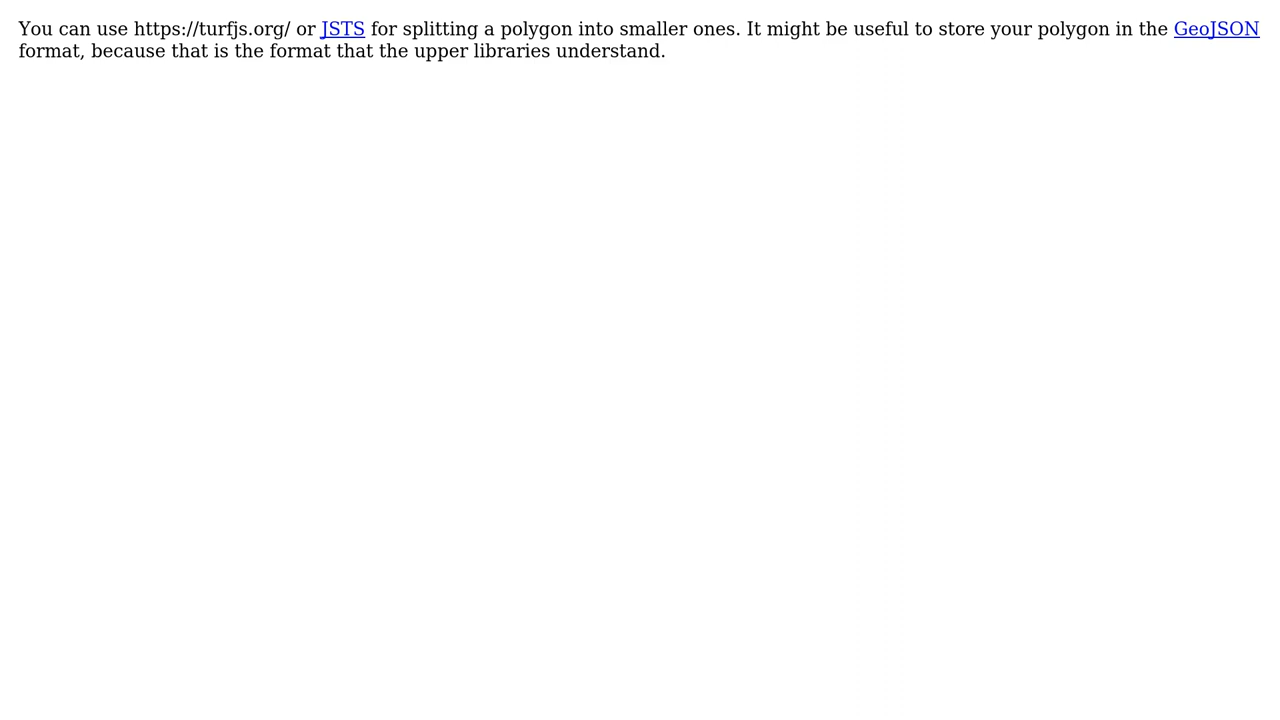 You can use https://turfjs.org/ or JSTS for splitting a polygon into smaller ones. It might be useful to store your polygon in the GeoJSON
format, because that is the format that the upper libraries understand.